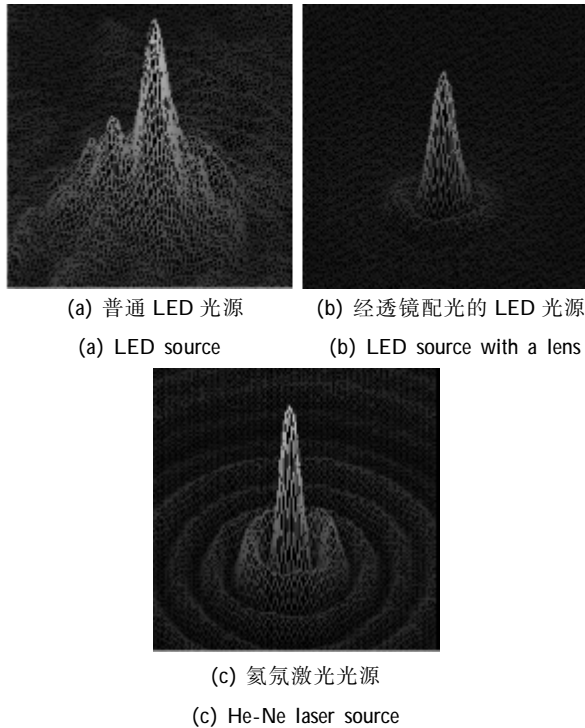 (a) 普通 LED 光源
(b) 经透镜配光的 LED 光源
(a) LED source
(b) LED source with a lens
(c) 氦氖激光光源
(c) He-Ne laser source